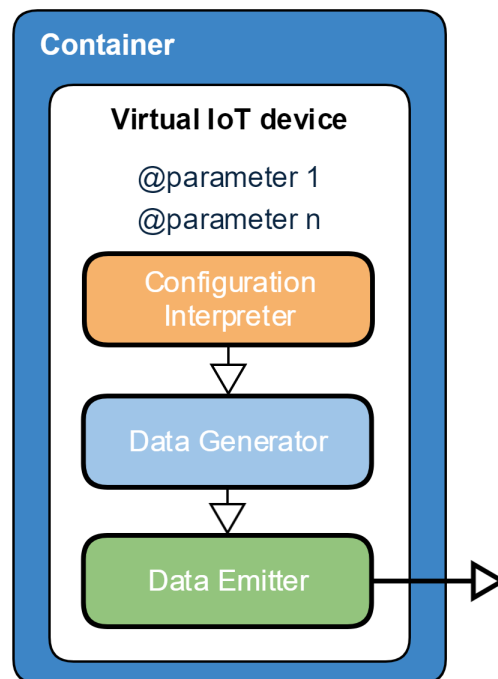 Container
Virtual IoT device
@parameter 1
@parameter n
Configuration
Interpreter
Data Generator
Data Emitter